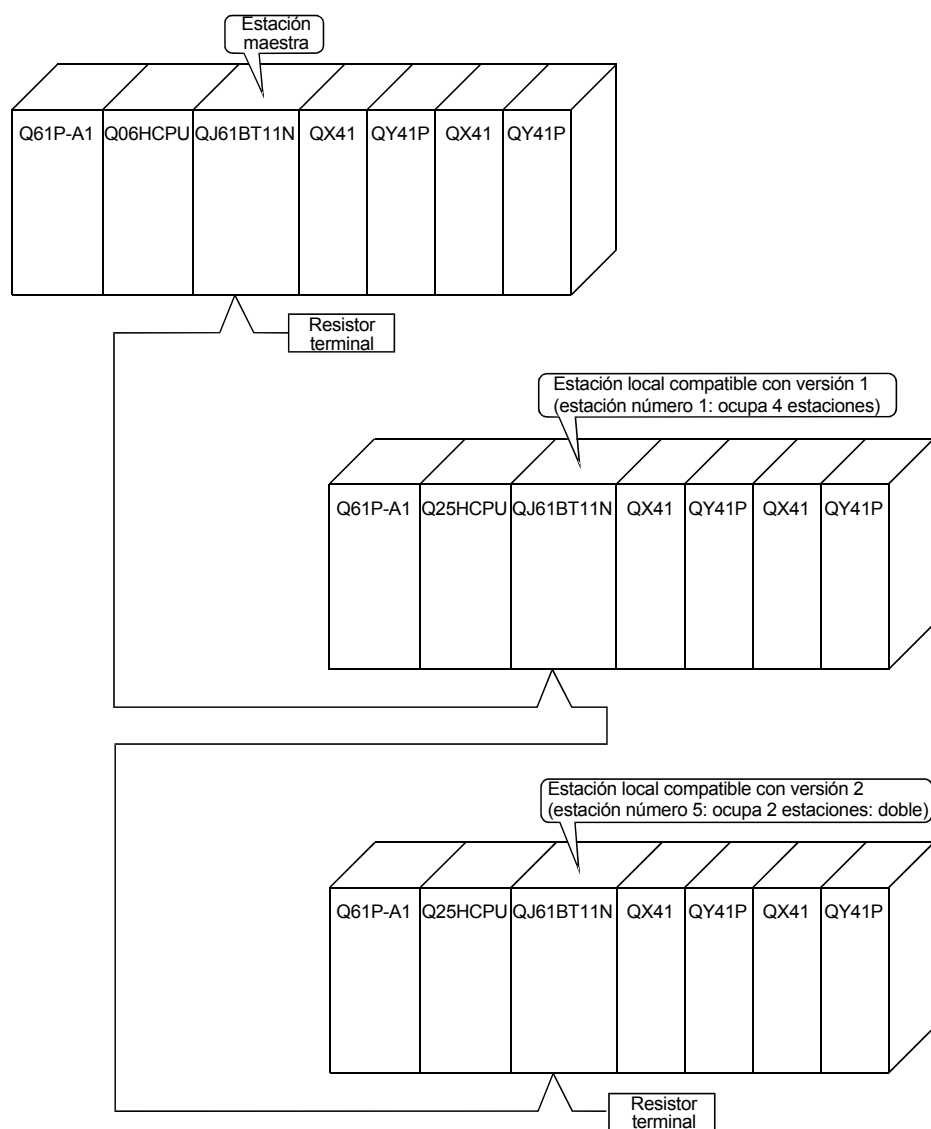 Estación
maestra
Q61P-A1 Q06HCPU QJ61BT11N QX41 QY41P QX41 QY41P
Resistor
terminal
Estación local compatible con versión 1
(estación número 1: ocupa 4 estaciones)
Q61P-A1 Q25HCPU QJ61BT11N QX41 QY41P QX41 QY41P
Estación local compatible con versión 2
(estación número 5: ocupa 2 estaciones: doble)
Q61P-A1 Q25HCPU QJ61BT11N QX41 QY41P QX41 QY41P
Resistor
terminal